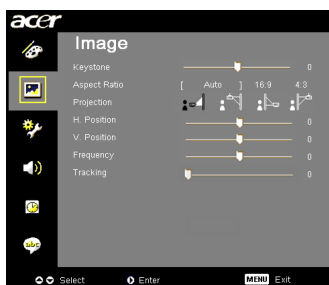 acer
Image
Keystone 0
Aspect Ratio [ Auto ] 16:9 4:3
Projection
H. Position 0
V. Position 0
Frequency 0
Tracking 0
abc
Select Enter MENU Exit